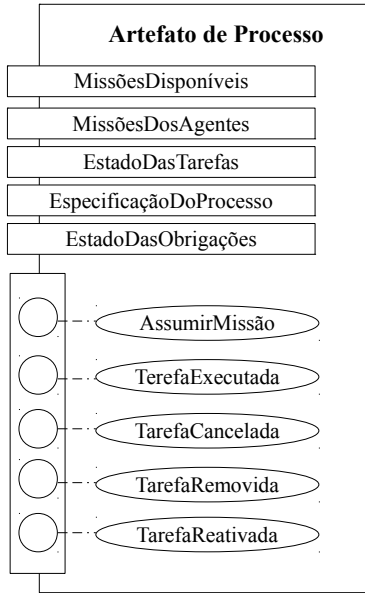 Artefato de Processo
MissõesDisponíveis
MissõesDosAgentes
EstadoDasTarefas
EspecificaçãoDoProcesso
EstadoDasObrigações
AssumirMissão
TerefaExecutada
TarefaCancelada
TarefaRemovida
TarefaReativada